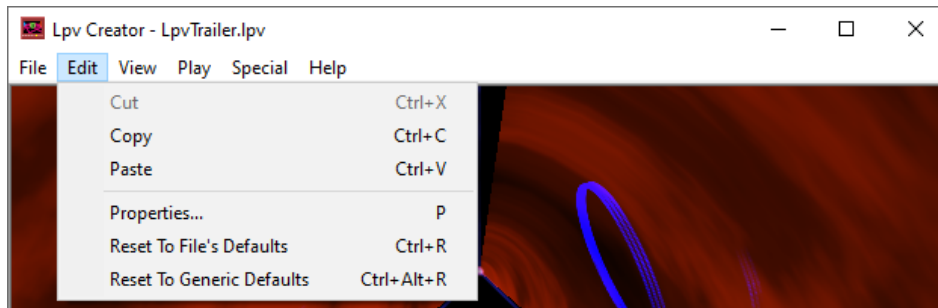 Lpv Creator - LpvTrailer.lpv
File Edit View Play Special Help
Cut Ctrl+X
Copy Ctrl+C
Paste Ctrl+V
Properties... P
Reset To File's Defaults Ctrl+R
Reset To Generic Defaults Ctrl+Alt+R